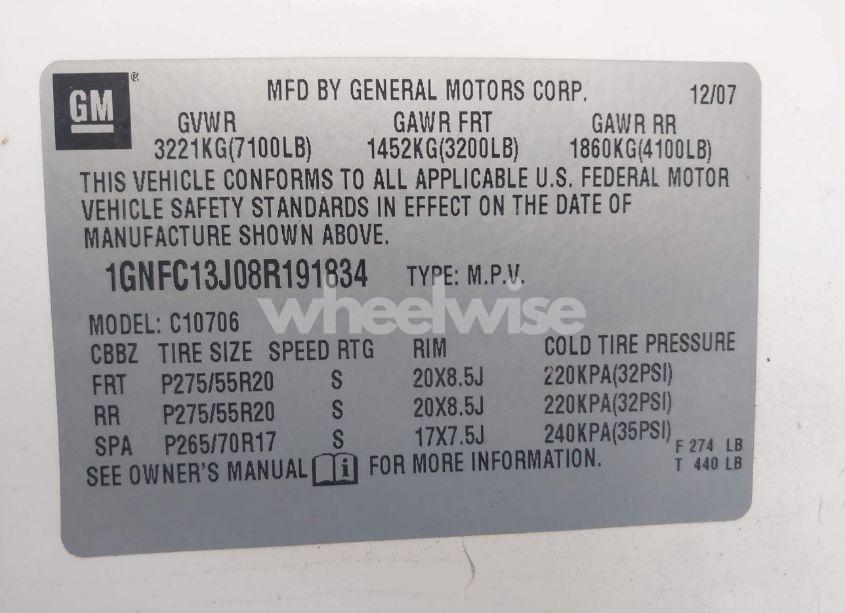 GM ® MFD BY GENERAL MOTORS CORP. 12/07
GVWR GAWR FRT GAWR RR
3221KG(7100LB) 1452KG(3200LB) 1860KG(4100LB)
THIS VEHICLE CONFORMS TO ALL APPLICABLE U.S. FEDERAL MOTOR
VEHICLE SAFETY STANDARDS IN EFFECT ON THE DATE OF
MANUFACTURE SHOWN ABOVE.
1GNFC13J08R191834 TYPE: M.P.V.
wheelwise
MODEL: C10706
CBBZ TIRE SIZE SPEED RTG RIM COLD TIRE PRESSURE
FRT P275/55R20 S 20X8.5J 220KPA(32PSI)
RR P275/55R20 S 20X8.5J 220KPA(32PSI)
SPA P265/70R17 S 17X7.5J 240KPA(35PSI) F 274 LB
SEE OWNER'S MANUAL i FOR MORE INFORMATION. T 440 LB